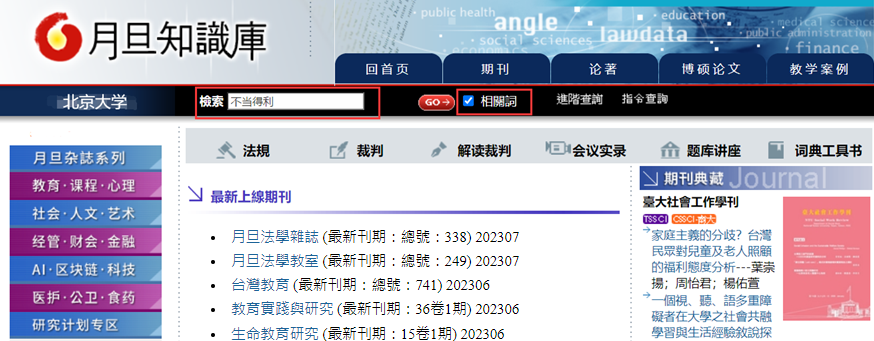 public health
angle
education
medical science
social sciences
lawdata
public administration
economics
finance
月旦知識庫
回首页
期刊
论著
博硕论文
教学案例
北京大学
檢索 不当得利
GO
相關詞
進階查詢
指令查詢
月旦杂誌系列
教育·课程·心理
社会·人文·艺术
经管·财会·金融
AI·区块链·科技
医护·公卫·食药
研究计划专区
法規
裁判
解读裁判
会议实录
题库讲座
词典工具书
最新上線期刊
月旦法學雜誌 (最新刊期：總號：338) 202307
月旦法學教室 (最新刊期：總號：249) 202307
台灣教育 (最新刊期：總號：741) 202306
教育實踐與研究 (最新刊期：36卷1期) 202306
生命教育研究 (最新刊期：15卷1期) 202306
期刊典藏 Journal
臺大社會工作學刊
TSSCI CSSCI-南大
家庭主義的分歧？台灣
民眾對兒童及老人照顧
的福利態度分析---葉崇
揚；周怡君；楊佑萱
一個視、聽、語多重障
礙者在大學之社會共融
學習與生活經驗敘說探